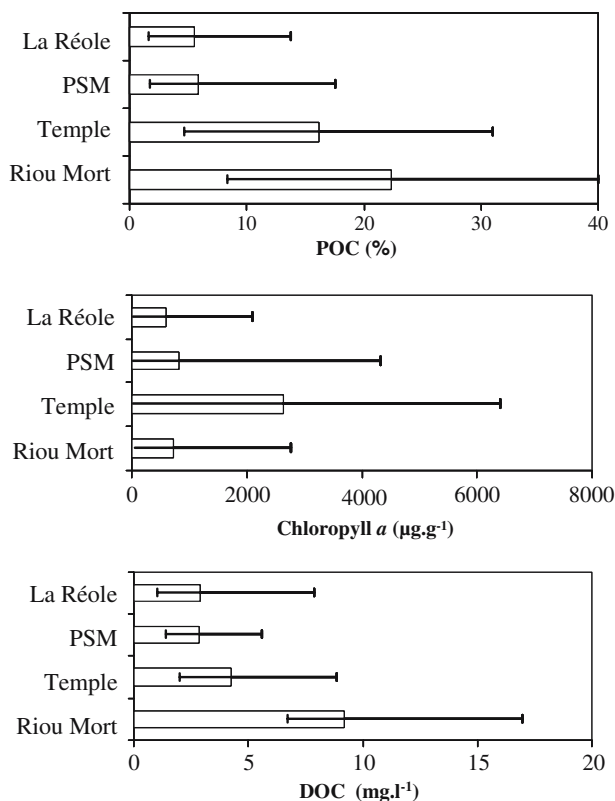 La Réole
PSM
Temple
Riou Mort
0 10 20 30 40
POC (%)
La Réole
PSM
Temple
Riou Mort
0 2000 4000 6000 8000
Chloropyll a (µg.g-1)
La Réole
PSM
Temple
Riou Mort
0 5 10 15 20
DOC (mg.l-1)